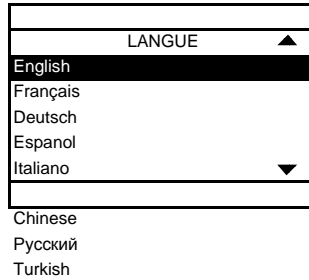 LANGUE
English
Français
Deutsch
Espanol
Italiano
Chinese
Русский
Turkish